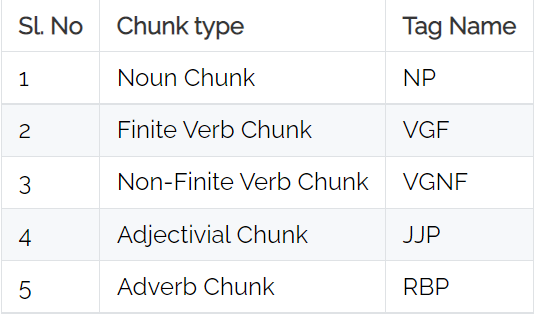 Sl. No Chunk type Tag Name
1 Noun Chunk NP
2 Finite Verb Chunk VGF
3 Non-Finite Verb Chunk VGNF
4 Adjectivial Chunk JJP
5 Adverb Chunk RBP